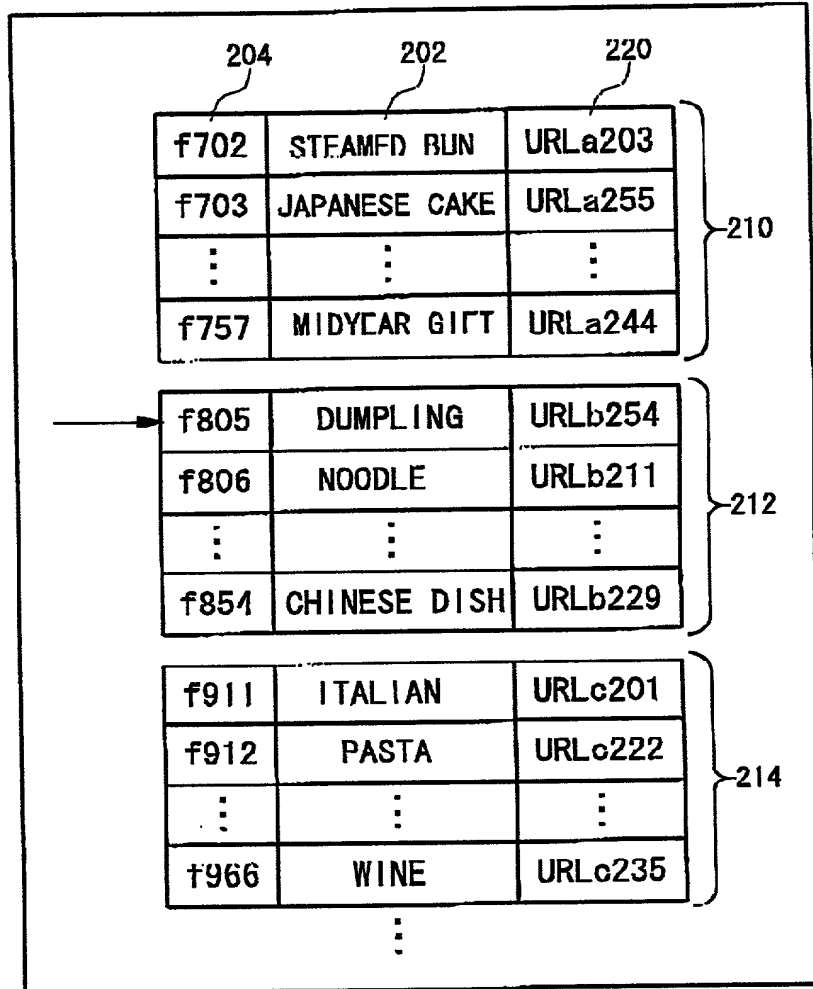 204 202 220
f702 STEAMED BUN URLa203
f703 JAPANESE CAKE URLa255
⋮ ⋮ ⋮
f757 MIDYEAR GIFT URLa244
210
f805 DUMPLING URLb254
f806 NOODLE URLb211
⋮ ⋮ ⋮
f854 CHINESE DISH URLb229
212
f911 ITALIAN URLc201
f912 PASTA URLc222
⋮ ⋮ ⋮
f966 WINE URLc235
214
⋮